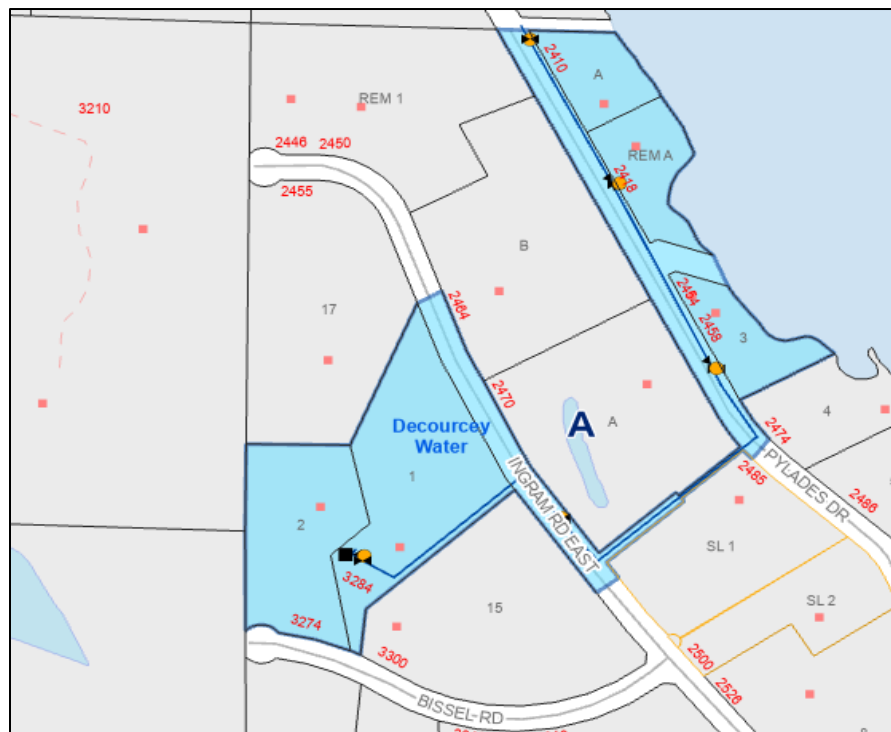 2410
A
3210
REM 1
2446
2450
REM A
2455
2418
B
2464
2458
3
17
2470
4
Decourcey
Water
A
A
2474
1
PYLADES DR
2485
INGRAM RD EAST
2486
2
SL 1
3284
15
SL 2
3274
3300
2500
2526
BISSEL RD